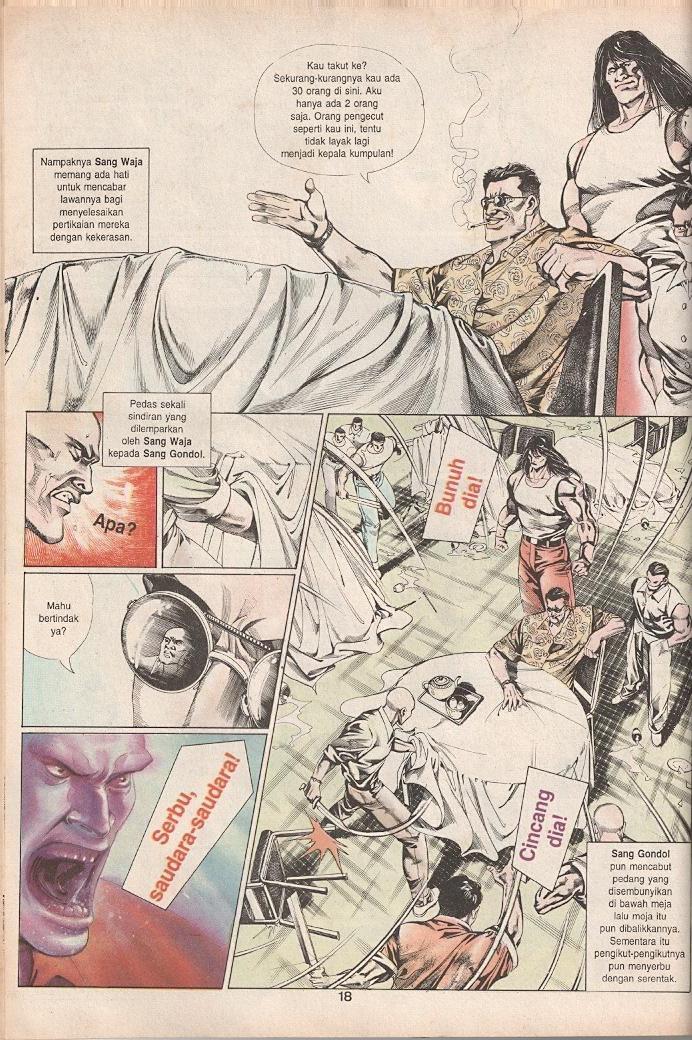 Kau takut ke?
Sekurang-kurangnya kau ada
30 orang di sini. Aku
hanya ada 2 orang
saja. Orang pengecut
seperti kau ini, tentu
tidak layak lagi
menjadi kepala kumpulan!
Nampaknya Sang Waja
memang ada hati
untuk mencabar
lawannya bagi
menyelesaikan
pertikaian mereka
dengan kekerasan.
Pedas sekali
sindiran yang
dilemparkan
oleh Sang Waja
kepada Sang Gondol.
Apa?
Mahu
bertindak
ya?
Serbu,
saudara-saudara!
Bunuh
dia!
Cincang
dia!
Sang Gondol
pun mencabut
pedang yang
disembunyikan
di bawah meja
lalu meja itu
pun dibalikkannya.
Sementara itu
pengikut-pengikutnya
pun menyerbu
dengan serentak.
18